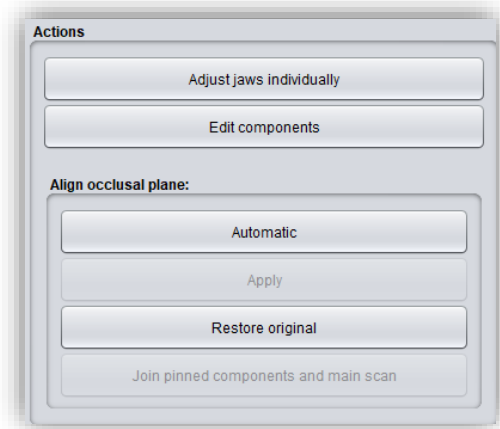 Actions
Adjust jaws individually
Edit components
Align occlusal plane:
Automatic
Apply
Restore original
Join pinned components and main scan